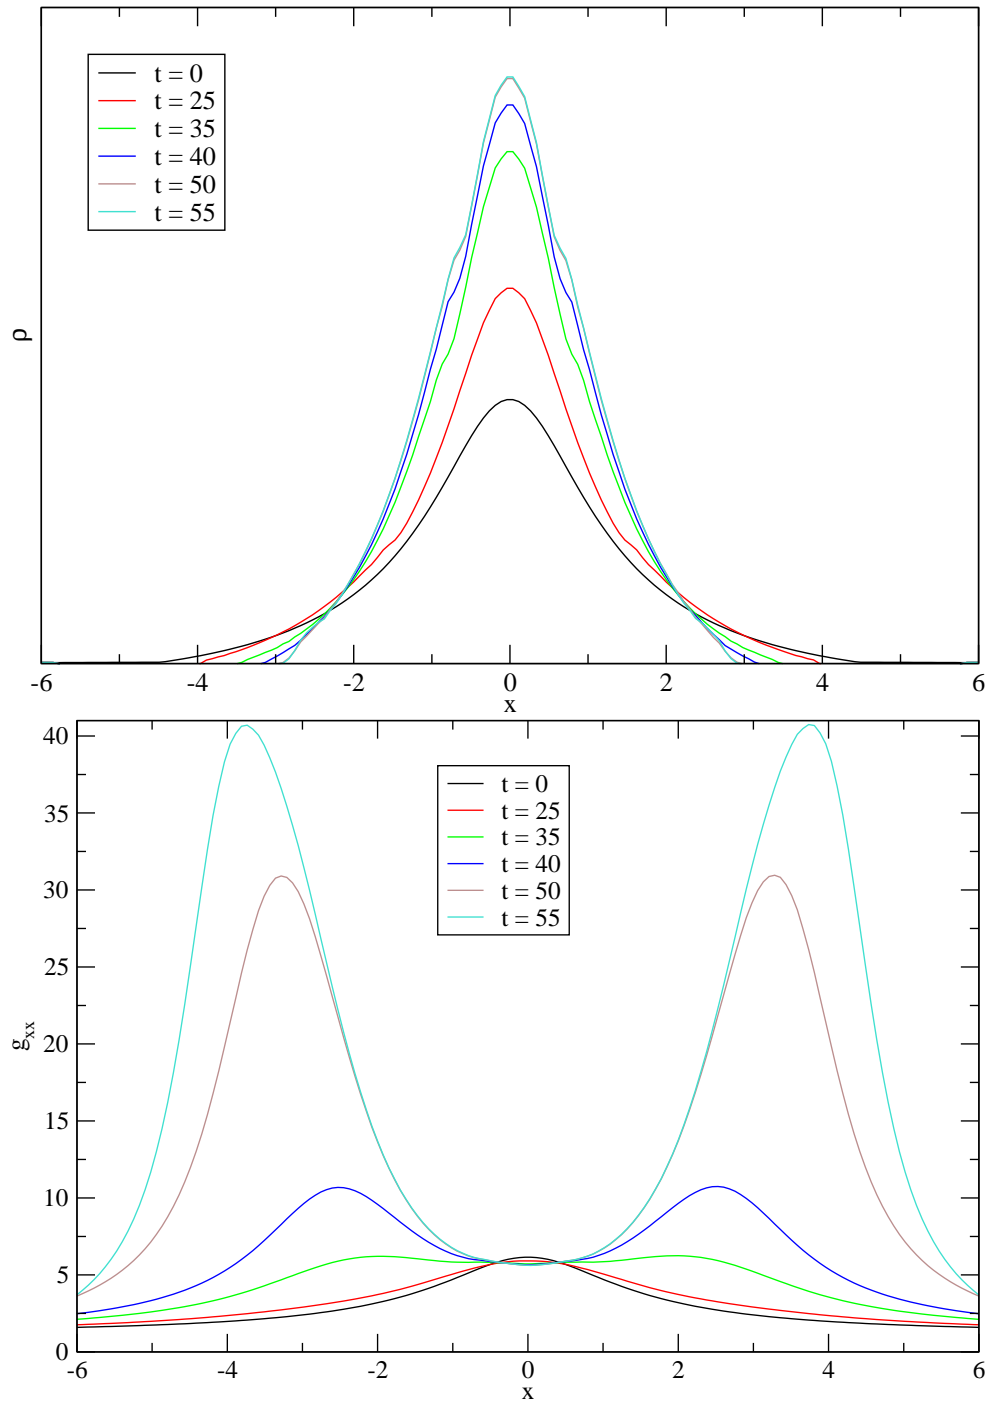 t = 0
t = 25
t = 35
t = 40
t = 50
t = 55
ρ
-6 -4 -2 0 2 4 6
x
40
35
30
25
20
15
10
5
0
t = 0
t = 25
t = 35
t = 40
t = 50
t = 55
g_xx
-6 -4 -2 0 2 4 6
x